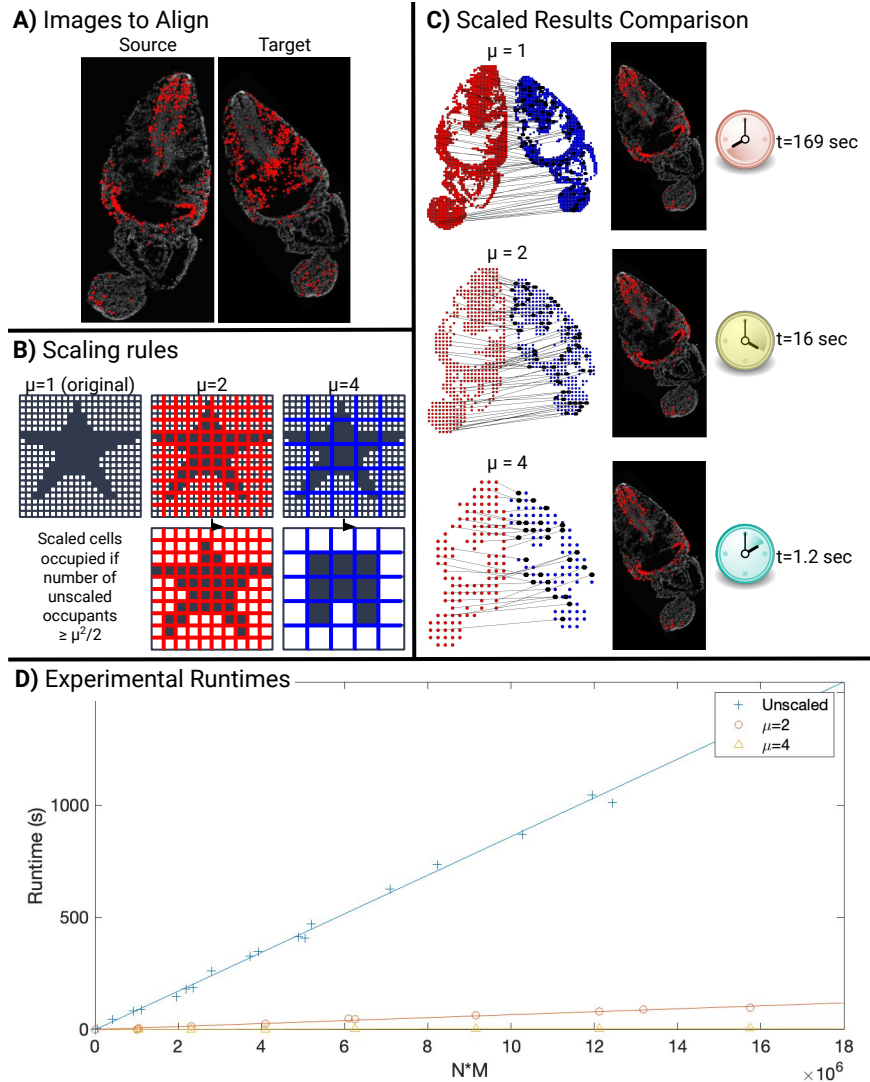 A) Images to Align
Source
Target
B) Scaling rules
μ=1 (original)
μ=2
μ=4
Scaled cells
occupied if
number of
unscaled
occupants
≥ μ²/2
C) Scaled Results Comparison
μ = 1
t=169 sec
μ = 2
t=16 sec
μ = 4
t=1.2 sec
D) Experimental Runtimes
Unscaled
μ=2
μ=4
Runtime (s)
1000
500
0
0 2 4 6 8 10 12 14 16 18
N*M
×10⁶